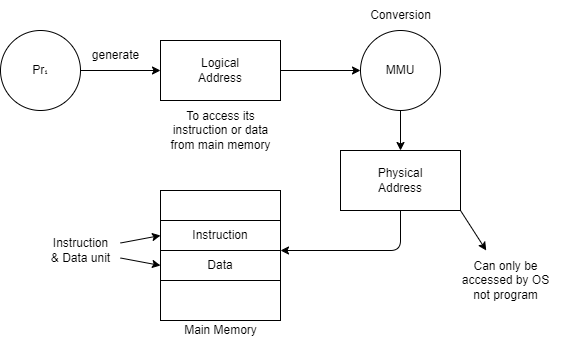 Conversion
generate
Pr₁
Logical
Address
MMU
To access its
instruction or data
from main memory
Physical
Address
Instruction
Instruction
& Data unit
Data
Can only be
accessed by OS
not program
Main Memory